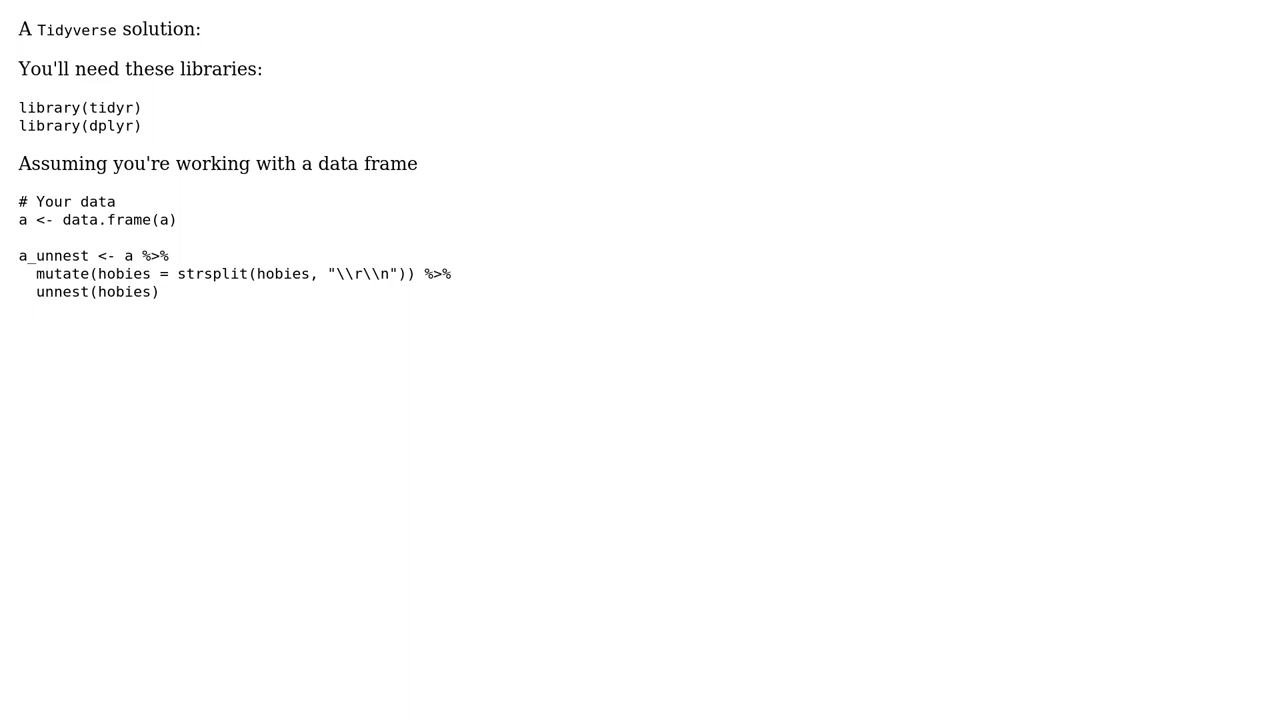 A Tidyverse solution:
You'll need these libraries:
library(tidyr)
library(dplyr)
Assuming you're working with a data frame
# Your data
a <- data.frame(a)
a_unnest <- a %>%
  mutate(hobies = strsplit(hobies, "\\r\\n")) %>%
  unnest(hobies)